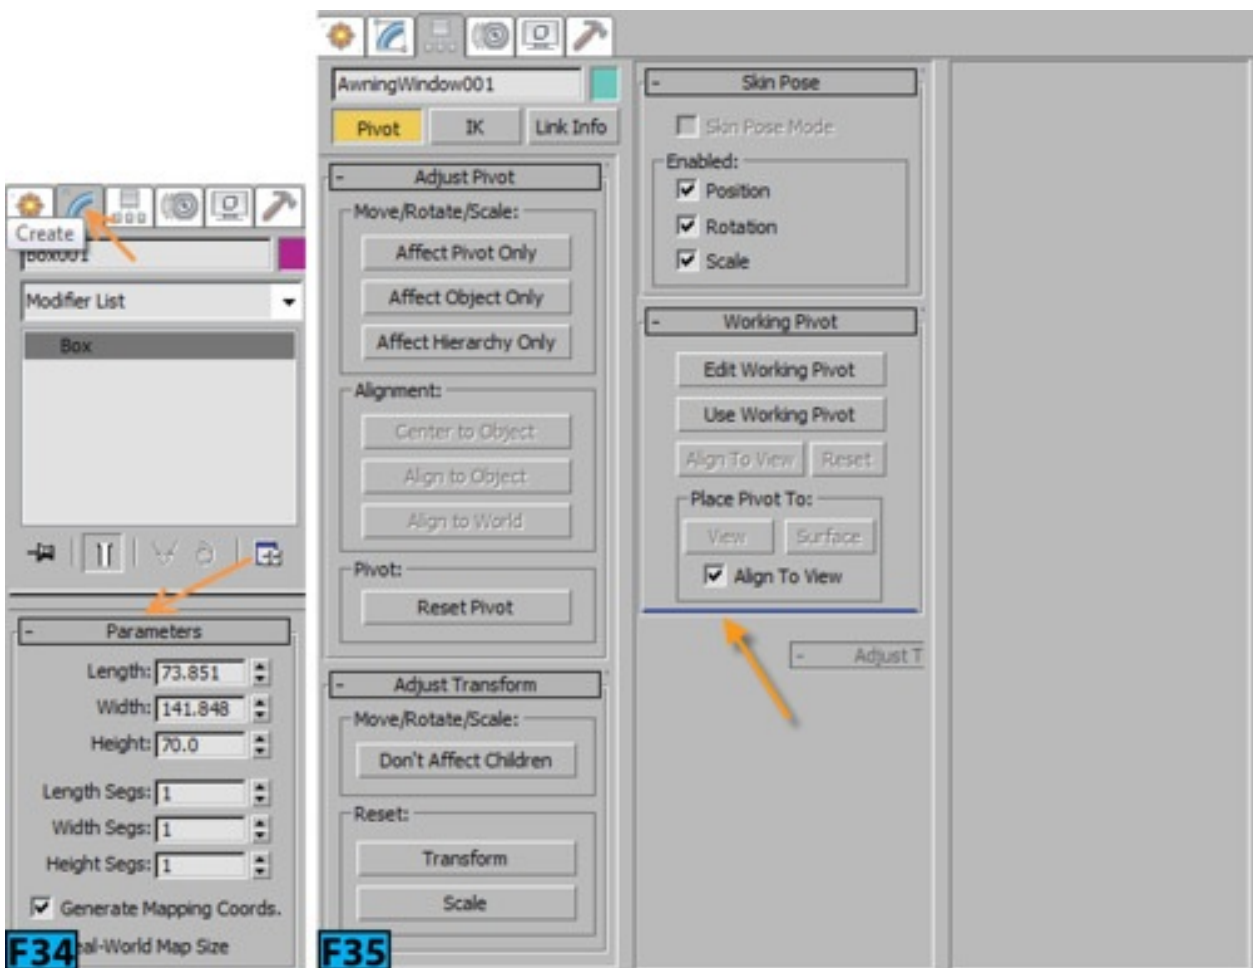 Create
Box001
Modifier List
Box
- Parameters
Length: 73.851
Width: 141.848
Height: 70.0
Length Segs: 1
Width Segs: 1
Height Segs: 1
Generate Mapping Coords.
eal-World Map Size
F34
AwningWindow001
Pivot IK Link Info
- Adjust Pivot
Move/Rotate/Scale:
Affect Pivot Only
Affect Object Only
Affect Hierarchy Only
Alignment:
Center to Object
Align to Object
Align to World
Pivot:
Reset Pivot
- Adjust Transform
Move/Rotate/Scale:
Don't Affect Children
Reset:
Transform
Scale
F35
- Skin Pose
Skin Pose Mode
Enabled:
Position
Rotation
Scale
- Working Pivot
Edit Working Pivot
Use Working Pivot
Align To View Reset
Place Pivot To:
View Surface
Align To View
- Adjust T